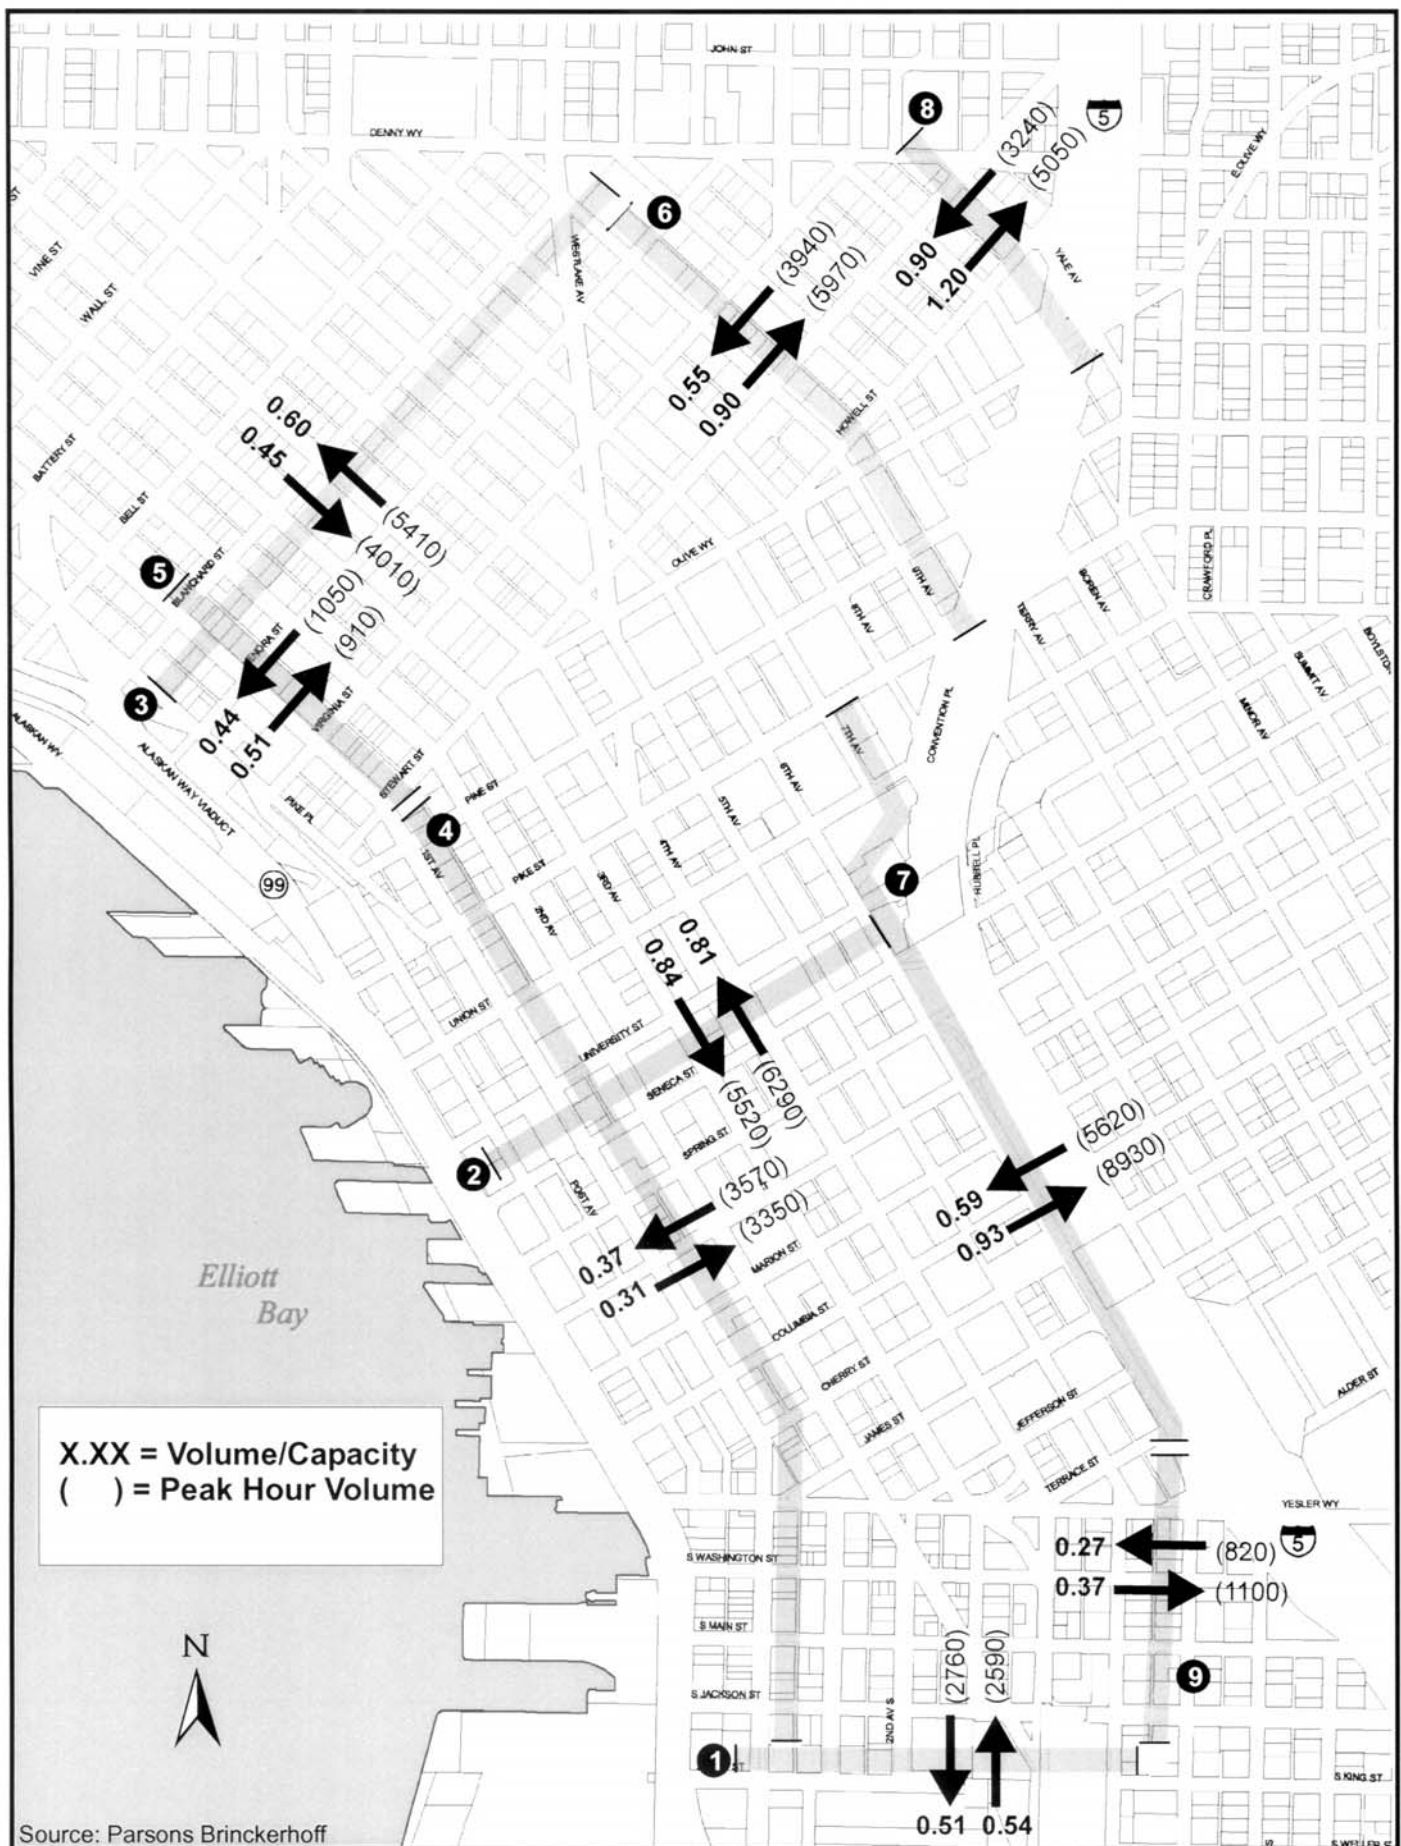 JOHN ST
8
5
(3240)
(5050)
DENNY WY
E OLIVE WY
6
VINE ST
WALL ST
WESTLAKE AV
(3940)
(5970)
0.90
1.20
YALE AV
0.55
0.90
HOWELL ST
0.60
0.45
BATTERY ST
BELL ST
(5410)
(4010)
OLIVE WY
CRAWFORD PL
5
BLANCHARD ST
(1050)
(910)
9TH AV
8TH AV
BOREN AV
TERRY AV
BOYLSTON
SUMMIT AV
MINOR AV
3
VIRGINIA ST
0.44
0.51
ALASKAN WY
ALASKAN WAY VIADUCT
PIKE PL
STEWART ST
PINE ST
7TH AV
CONVENTION PL
6TH AV
5TH AV
4
1ST AV
PIKE ST
4TH AV
3RD AV
2ND AV
HUBBELL PL
7
99
0.81
0.84
UNION ST
UNIVERSITY ST
SENECA ST
(5520)
(6290)
SPRING ST
2
POST AV
(3570)
(3350)
(5620)
(8930)
0.59
0.93
0.37
0.31
MARION ST
COLUMBIA ST
CHERRY ST
JAMES ST
JEFFERSON ST
TERRACE ST
ALDER ST
Elliott
Bay
X.XX = Volume/Capacity
( ) = Peak Hour Volume
YESLER WY
5
S WASHINGTON ST
0.27
(820)
0.37
(1100)
S MAIN ST
(2760)
(2590)
N
S JACKSON ST
2ND AV S
9
1
ST
S KING ST
0.51 0.54
Source: Parsons Brinckerhoff
S WELLER S